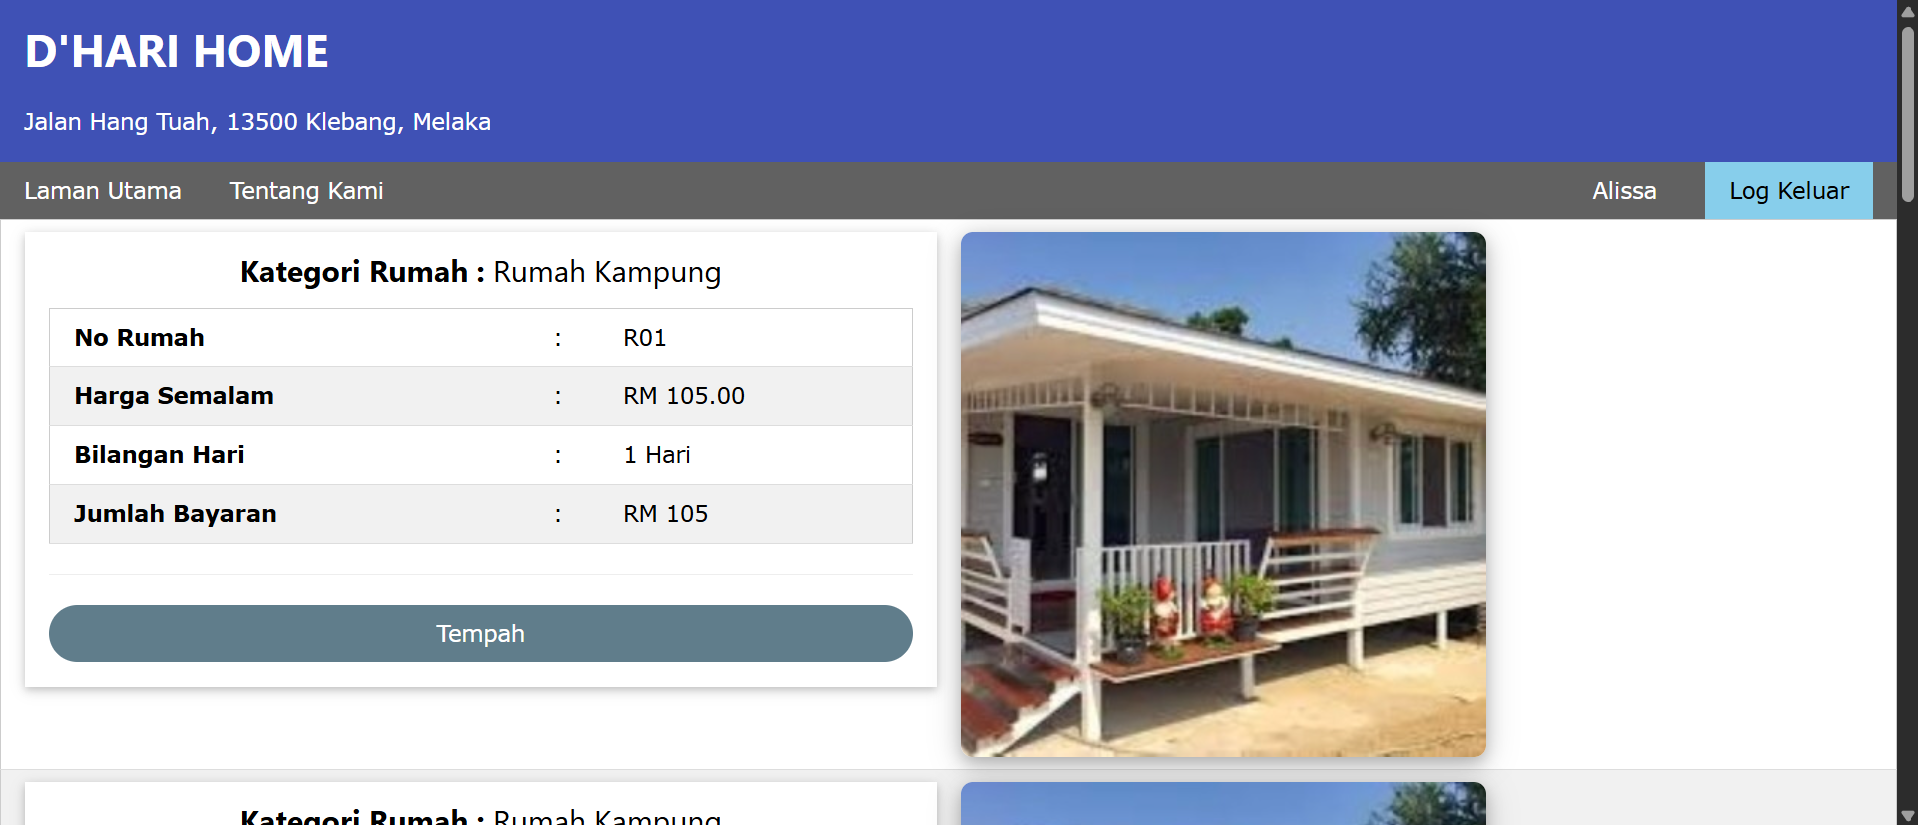 D'HARI HOME
Jalan Hang Tuah, 13500 Klebang, Melaka
Laman Utama Tentang Kami Alissa Log Keluar
Kategori Rumah : Rumah Kampung
No Rumah : R01
Harga Semalam : RM 105.00
Bilangan Hari : 1 Hari
Jumlah Bayaran : RM 105
Tempah
Kategori Rumah : Rumah Kampung